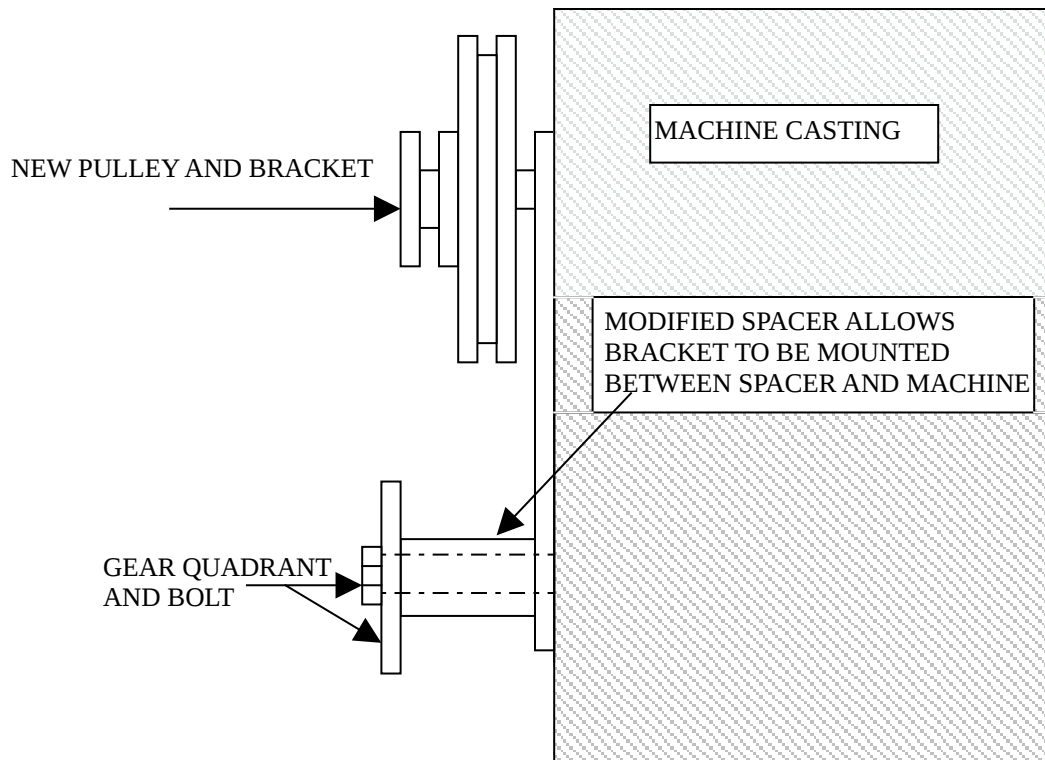 MACHINE CASTING
NEW PULLEY AND BRACKET
MODIFIED SPACER ALLOWS
BRACKET TO BE MOUNTED
BETWEEN SPACER AND MACHINE
GEAR QUADRANT
AND BOLT